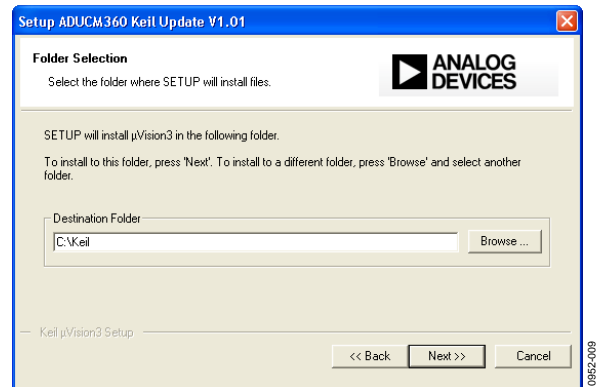 Setup ADUCM360 Keil Update V1.01
Folder Selection
Select the folder where SETUP will install files.
ANALOG
DEVICES
SETUP will install µVision3 in the following folder.
To install to this folder, press 'Next'. To install to a different folder, press 'Browse' and select another
folder.
Destination Folder
C:\Keil
Browse ...
Keil µVision3 Setup
<< Back
Next >>
Cancel
0952-009